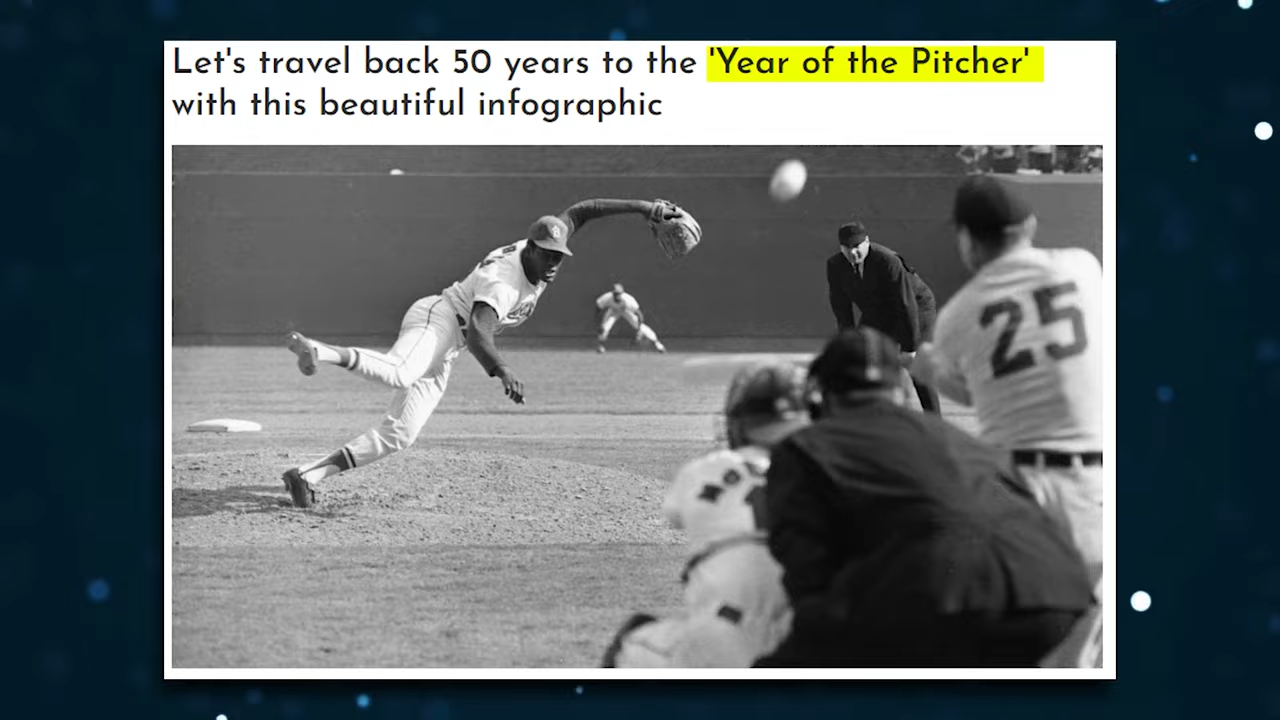 Let's travel back 50 years to the 'Year of the Pitcher'
with this beautiful infographic
25